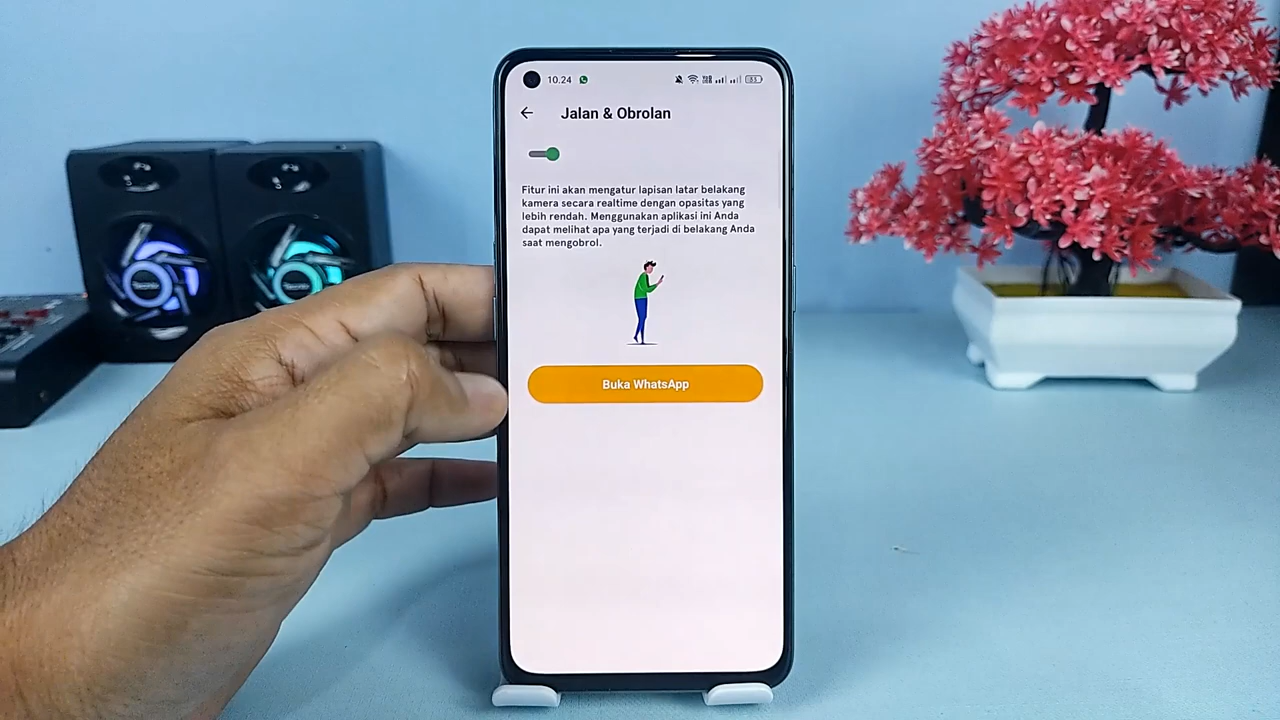 10.24
Jalan & Obrolan
Fitur ini akan mengatur lapisan latar belakang
kamera secara realtime dengan opasitas yang
lebih rendah. Menggunakan aplikasi ini Anda
dapat melihat apa yang terjadi di belakang Anda
saat mengobrol.
Buka WhatsApp